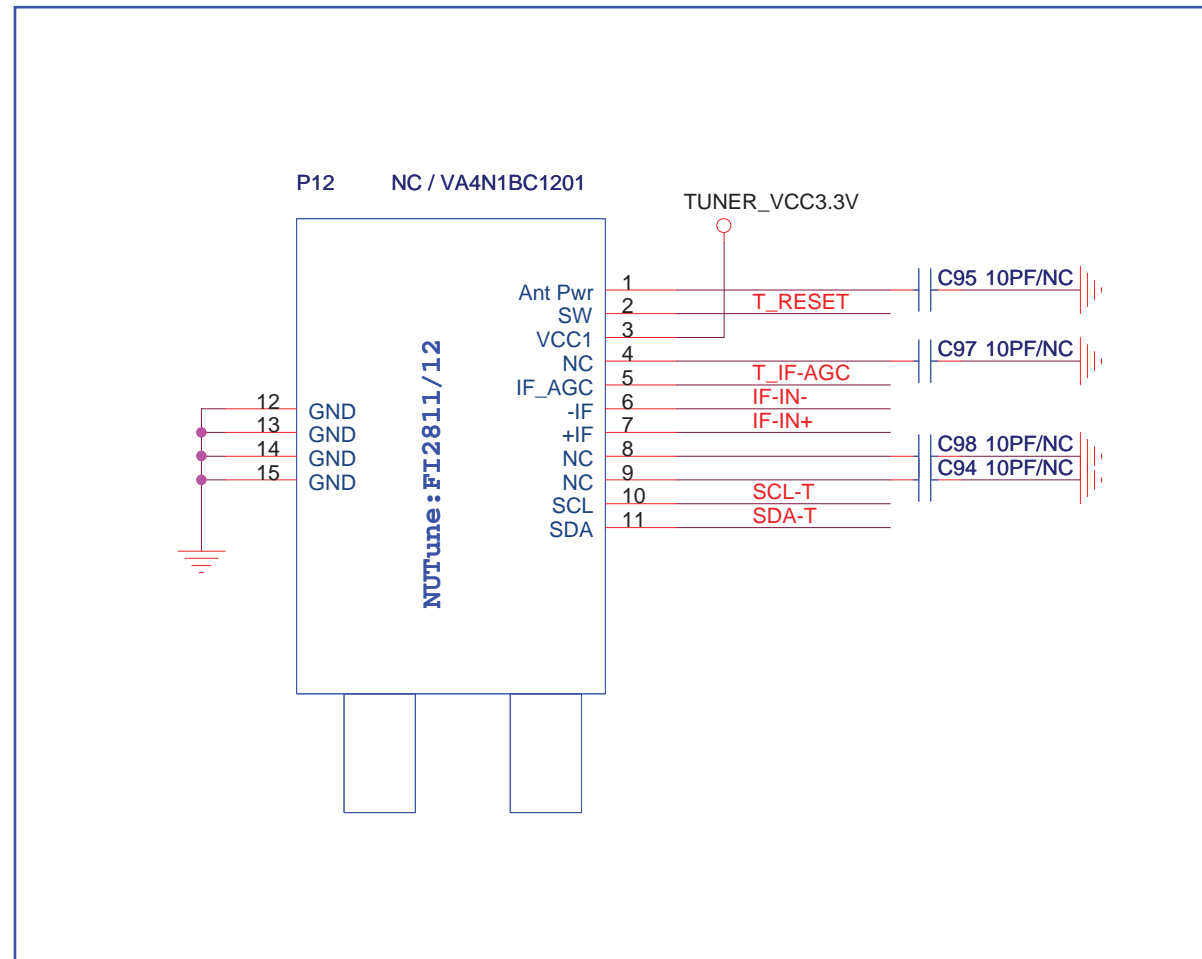 P12 NC / VA4N1BC1201
TUNER_VCC3.3V
NUTune:FI2811/12
Ant Pwr 1 C95 10PF/NC
SW 2 T_RESET
VCC1 3
NC 4 C97 10PF/NC
IF_AGC 5 T_IF-AGC
-IF 6 IF-IN-
+IF 7 IF-IN+
NC 8 C98 10PF/NC
NC 9 C94 10PF/NC
SCL 10 SCL-T
SDA 11 SDA-T
12 GND
13 GND
14 GND
15 GND